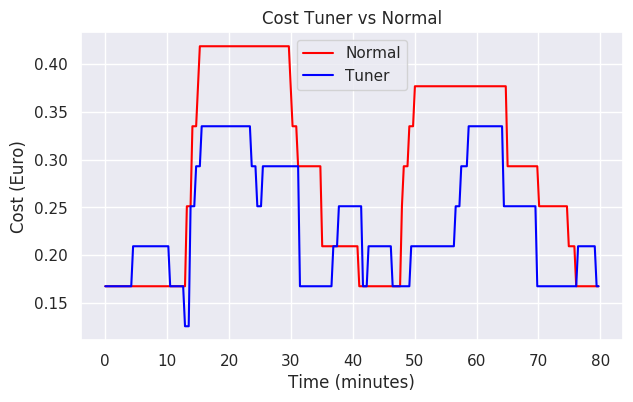 Cost Tuner vs Normal
Normal
Tuner
Cost (Euro)
0.40
0.35
0.30
0.25
0.20
0.15
0 10 20 30 40 50 60 70 80
Time (minutes)